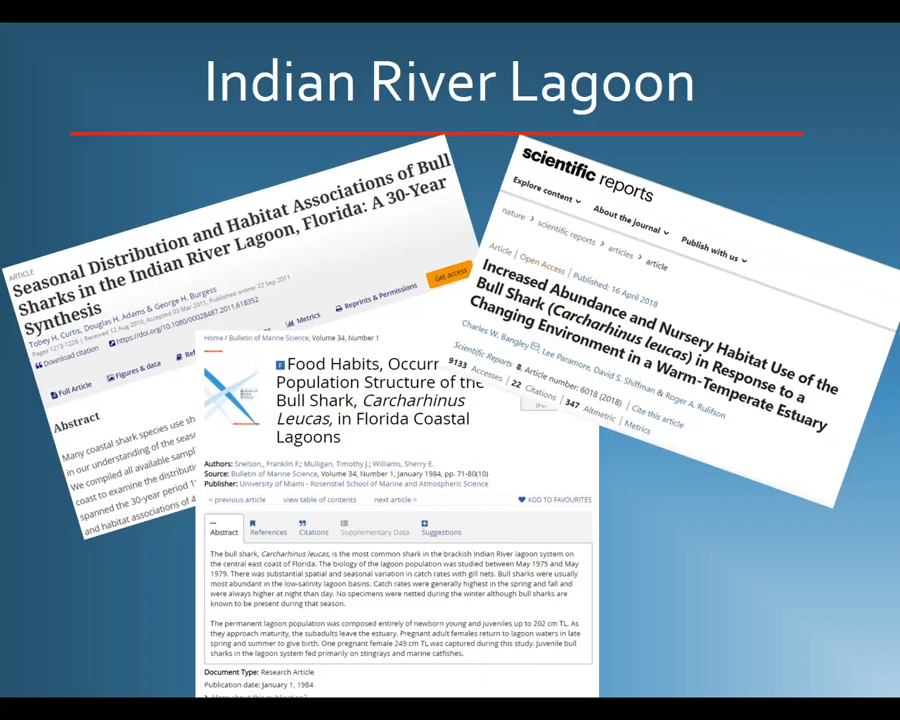 Indian River Lagoon
ARTICLE
Seasonal Distribution and Habitat Associations of Bull
Sharks in the Indian River Lagoon, Florida: A 30-Year
Synthesis
Tobey H. Curtis, Douglas H. Adams & George H. Burgess
Pages 1213-1226 | Received 12 Aug 2010, Accepted 03 Mar 2011, Published online: 22 Sep 2011
Download citation https://doi.org/10.1080/00028487.2011.618352
Get access
Full Article
Figures & data
Metrics
Reprints & Permissions
Abstract
Many coastal shark species use
in our understanding of the
We compiled all available
coast to examine the
spanned the 30-year period
and habitat associations of
scientific reports
Explore content
About the journal
Publish with us
nature > scientific reports > articles > article
Article | Open Access | Published: 16 April 2018
Increased Abundance and Nursery Habitat Use of the
Bull Shark (Carcharhinus leucas) in Response to a
Changing Environment in a Warm-Temperate Estuary
Charles W. Bangley, Lee Paramore, David S. Shiffman & Roger A. Rulifson
Scientific Reports 8, Article number: 6018 (2018) | Cite this article
9133 Accesses | 22 Citations | 347 Altmetric | Metrics
Home / Bulletin of Marine Science, Volume 34, Number 1
Food Habits, Occurr
Population Structure of the
Bull Shark, Carcharhinus
Leucas, in Florida Coastal
Lagoons
Authors: Snelson,, Franklin F.; Mulligan, Timothy J.; Williams, Sherry E.
Source: Bulletin of Marine Science, Volume 34, Number 1, January 1984, pp. 71-80(10)
Publisher: University of Miami - Rosenstiel School of Marine and Atmospheric Science
< previous article view table of contents next article > ADD TO FAVOURITES
Abstract References Citations Supplementary Data Suggestions
The bull shark, Carcharhinus leucas, is the most common shark in the brackish Indian River lagoon system on
the central east coast of Florida. The biology of the lagoon population was studied between May 1975 and May
1979. There was substantial spatial and seasonal variation in catch rates with gill nets. Bull sharks were usually
most abundant in the low-salinity lagoon basins. Catch rates were generally highest in the spring and fall and
were always higher at night than day. No specimens were netted during the winter although bull sharks are
known to be present during that season.
The permanent lagoon population was composed entirely of newborn young and juveniles up to 202 cm TL. As
they approach maturity, the subadults leave the estuary. Pregnant adult females return to lagoon waters in late
spring and summer to give birth. One pregnant female 249 cm TL was captured during this study. Juvenile bull
sharks in the lagoon system fed primarily on stingrays and marine catfishes.
Document Type: Research Article
Publication date: January 1, 1984